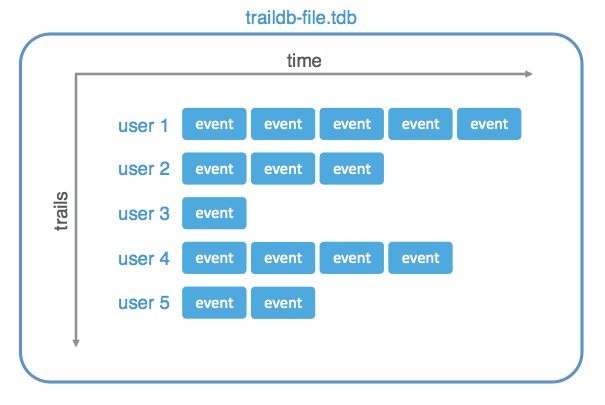 traildb-file.tdb
time
trails
user 1 event event event event event
user 2 event event event
user 3 event
user 4 event event event event
user 5 event event